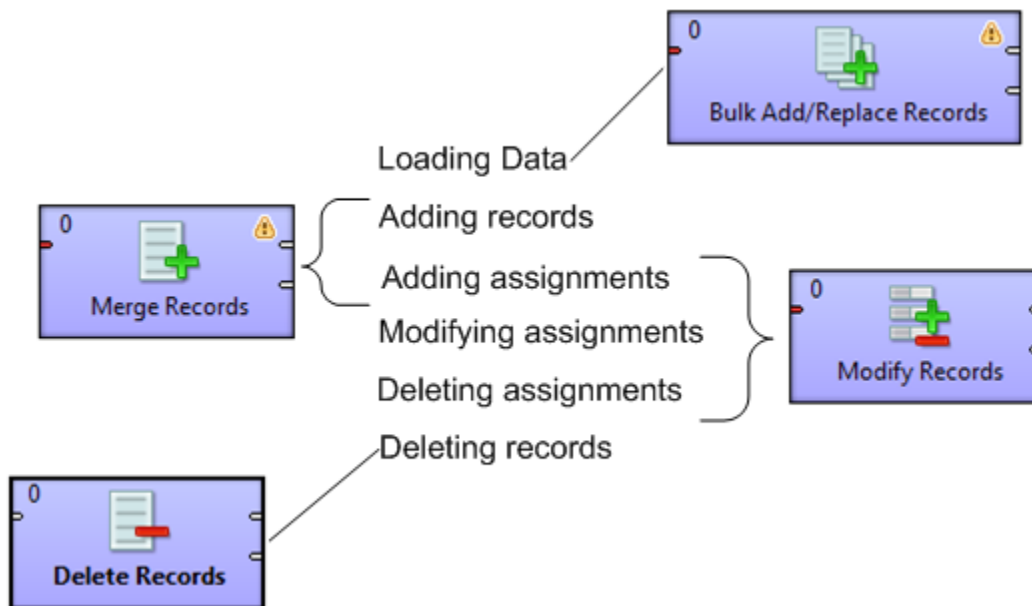 0
Bulk Add/Replace Records
Loading Data
Adding records
0
Merge Records
Adding assignments
Modifying assignments
Deleting assignments
0
Modify Records
Deleting records
0
Delete Records